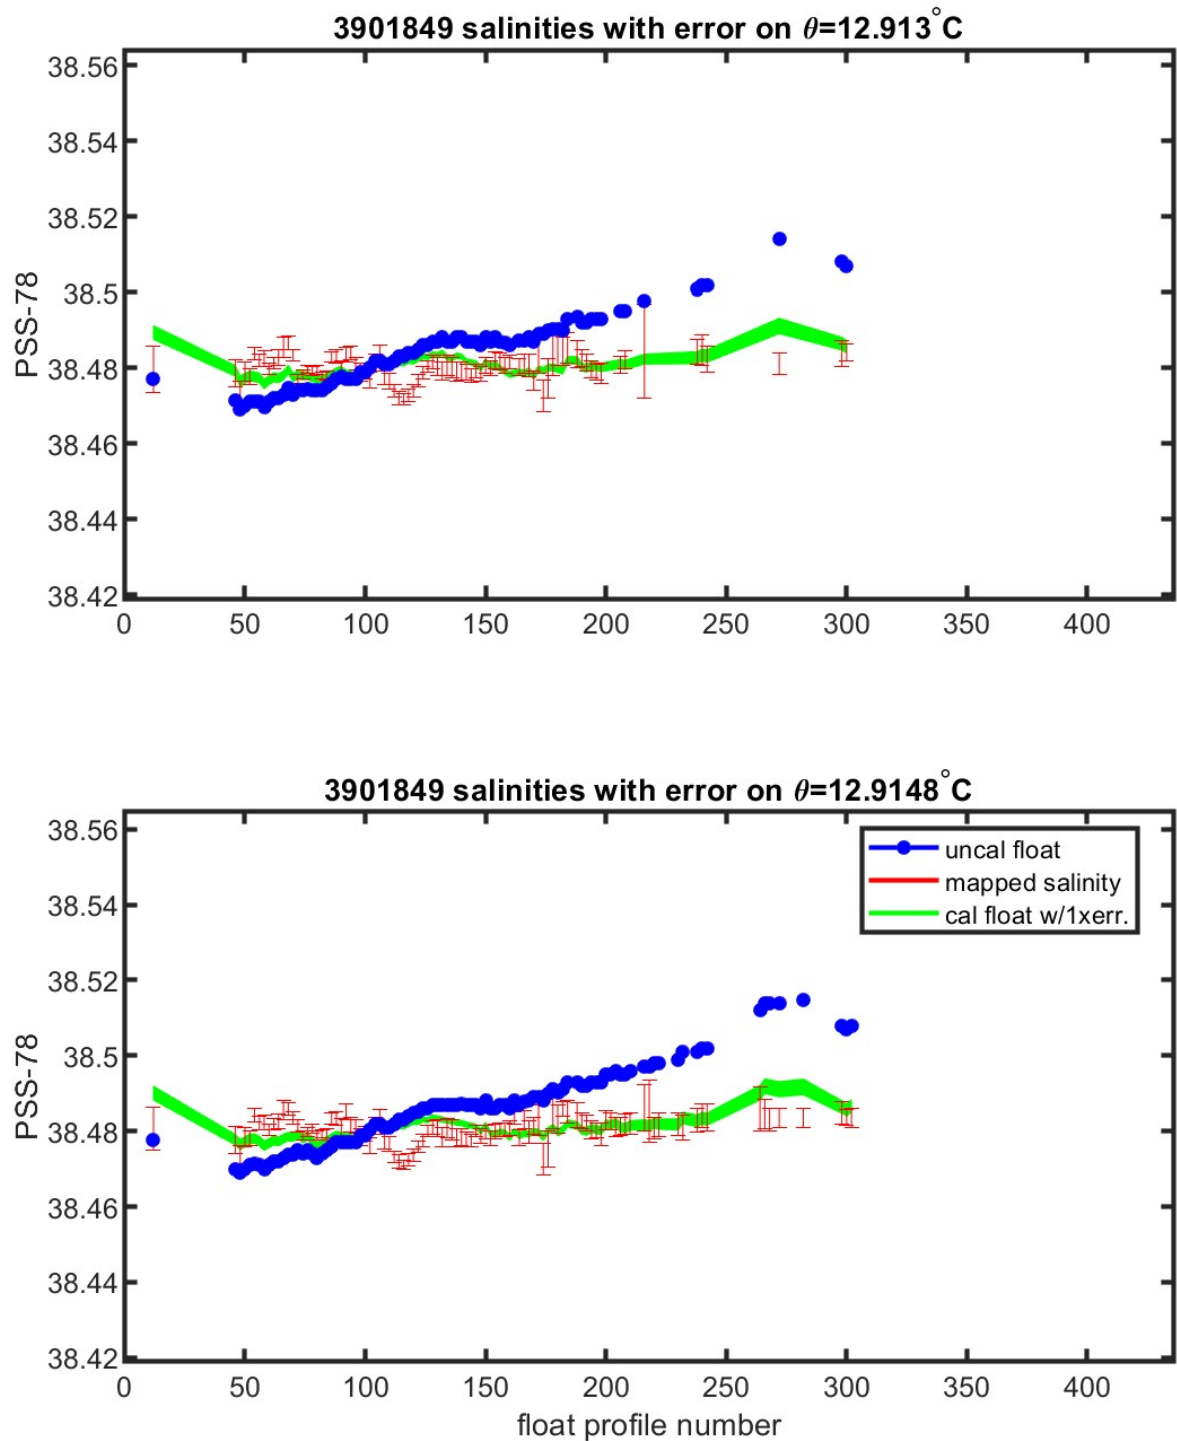 3901849 salinities with error on θ=12.913°C
PSS-78
38.56
38.54
38.52
38.5
38.48
38.46
38.44
38.42
0 50 100 150 200 250 300 350 400
3901849 salinities with error on θ=12.9148°C
PSS-78
38.56
38.54
38.52
38.5
38.48
38.46
38.44
38.42
uncal float
mapped salinity
cal float w/1xerr.
0 50 100 150 200 250 300 350 400
float profile number